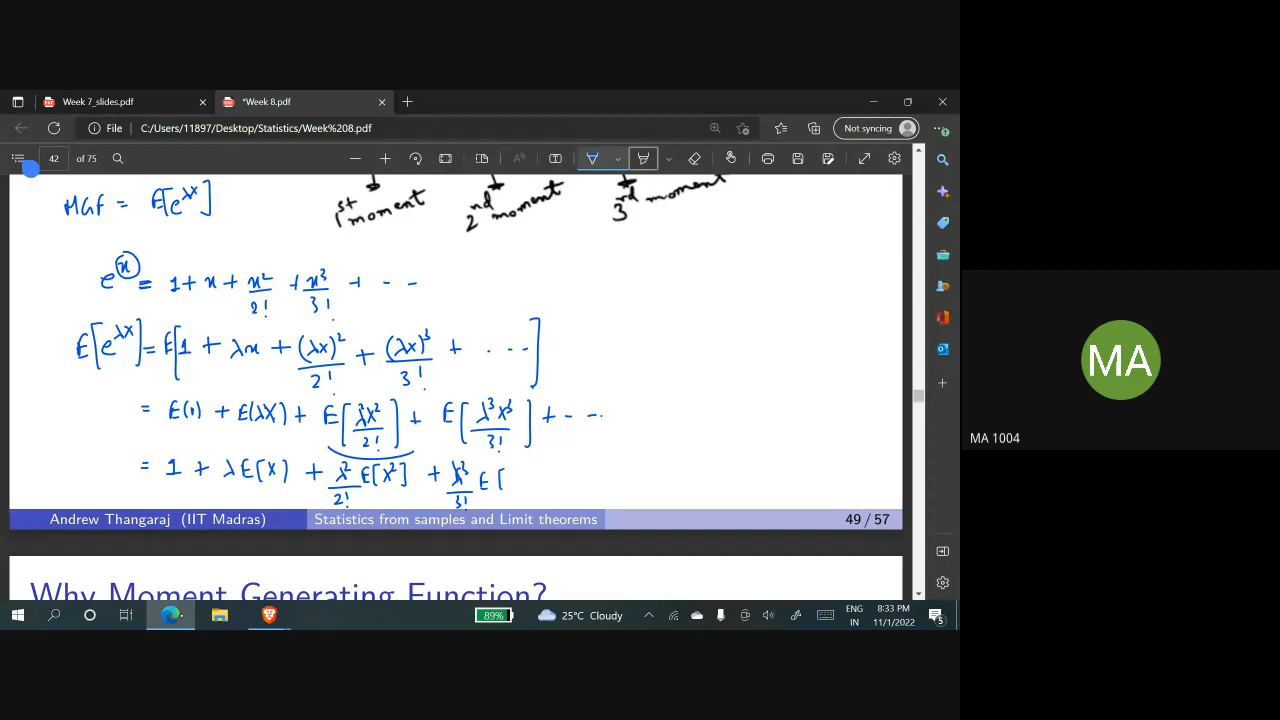 Week 7_slides.pdf
*Week 8.pdf
File C:/Users/11897/Desktop/Statistics/Week%208.pdf
Not syncing
42 of 75
MGF = E[e^{λX}]
1st moment
2nd moment
3rd moment
e^x = 1 + x + x²/2! + x³/3! + - -
E[e^{λX}] = E[1 + λx + (λX)²/2! + (λX)³/3! + . - - -]
= E(1) + E(λX) + E[λ²X²/2!] + E[λ³X³/3!] + - -
= 1 + λE[X] + λ²/2! E[X²] + λ³/3! E[
Andrew Thangaraj (IIT Madras) Statistics from samples and Limit theorems 49 / 57
Why Moment Generating Function?
MA
MA 1004
89%
25°C Cloudy
ENG
IN
8:33 PM
11/1/2022
5